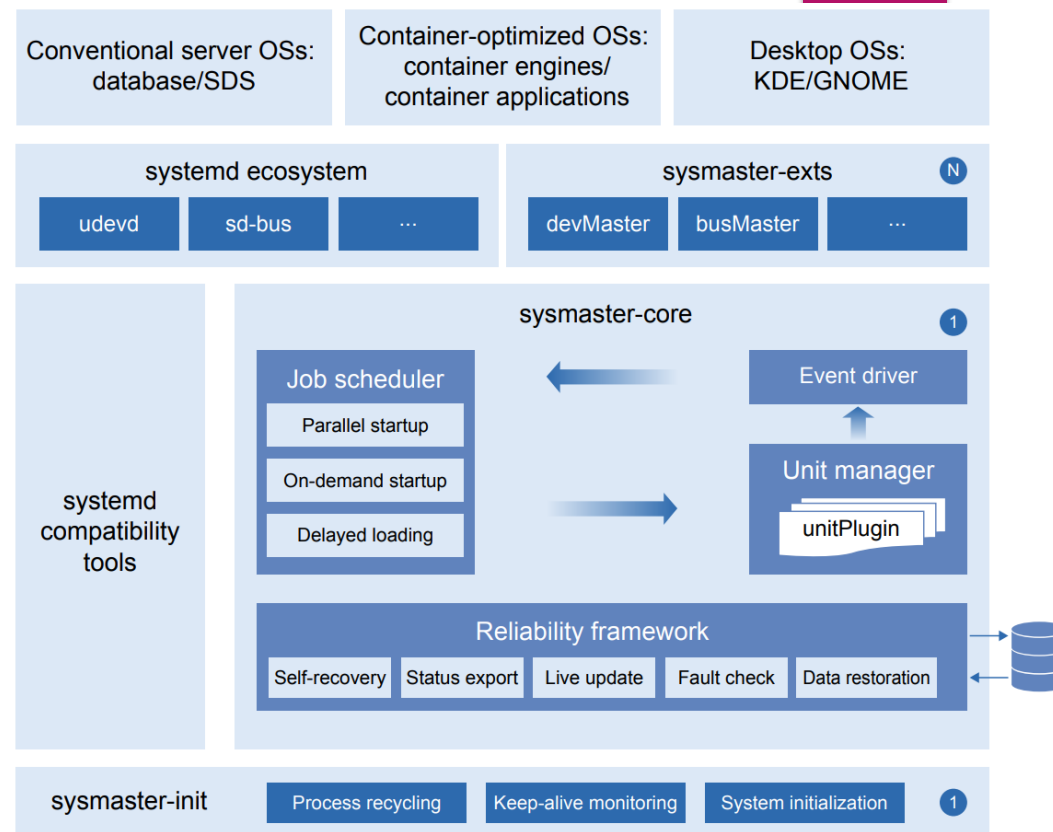 Conventional server OSs:
database/SDS
Container-optimized OSs:
container engines/
container applications
Desktop OSs:
KDE/GNOME
systemd ecosystem
udevd
sd-bus
...
sysmaster-exts
N
devMaster
busMaster
...
systemd
compatibility
tools
sysmaster-core
1
Job scheduler
Parallel startup
On-demand startup
Delayed loading
Event driver
Unit manager
unitPlugin
Reliability framework
Self-recovery
Status export
Live update
Fault check
Data restoration
sysmaster-init
Process recycling
Keep-alive monitoring
System initialization
1